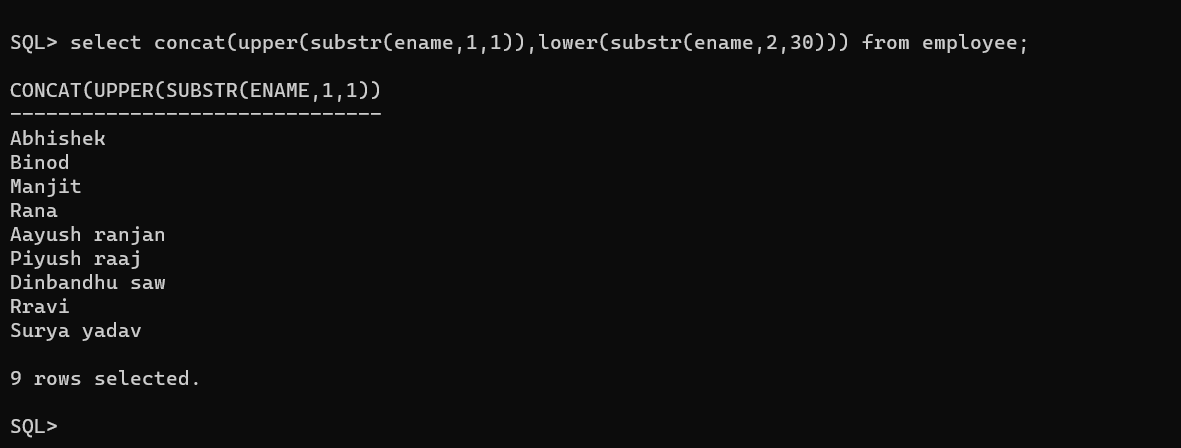 SQL> select concat(upper(substr(ename,1,1)),lower(substr(ename,2,30))) from employee;
CONCAT(UPPER(SUBSTR(ENAME,1,1))
-------------------------------
Abhishek
Binod
Manjit
Rana
Aayush ranjan
Piyush raaj
Dinbandhu saw
Rravi
Surya yadav
9 rows selected.
SQL>